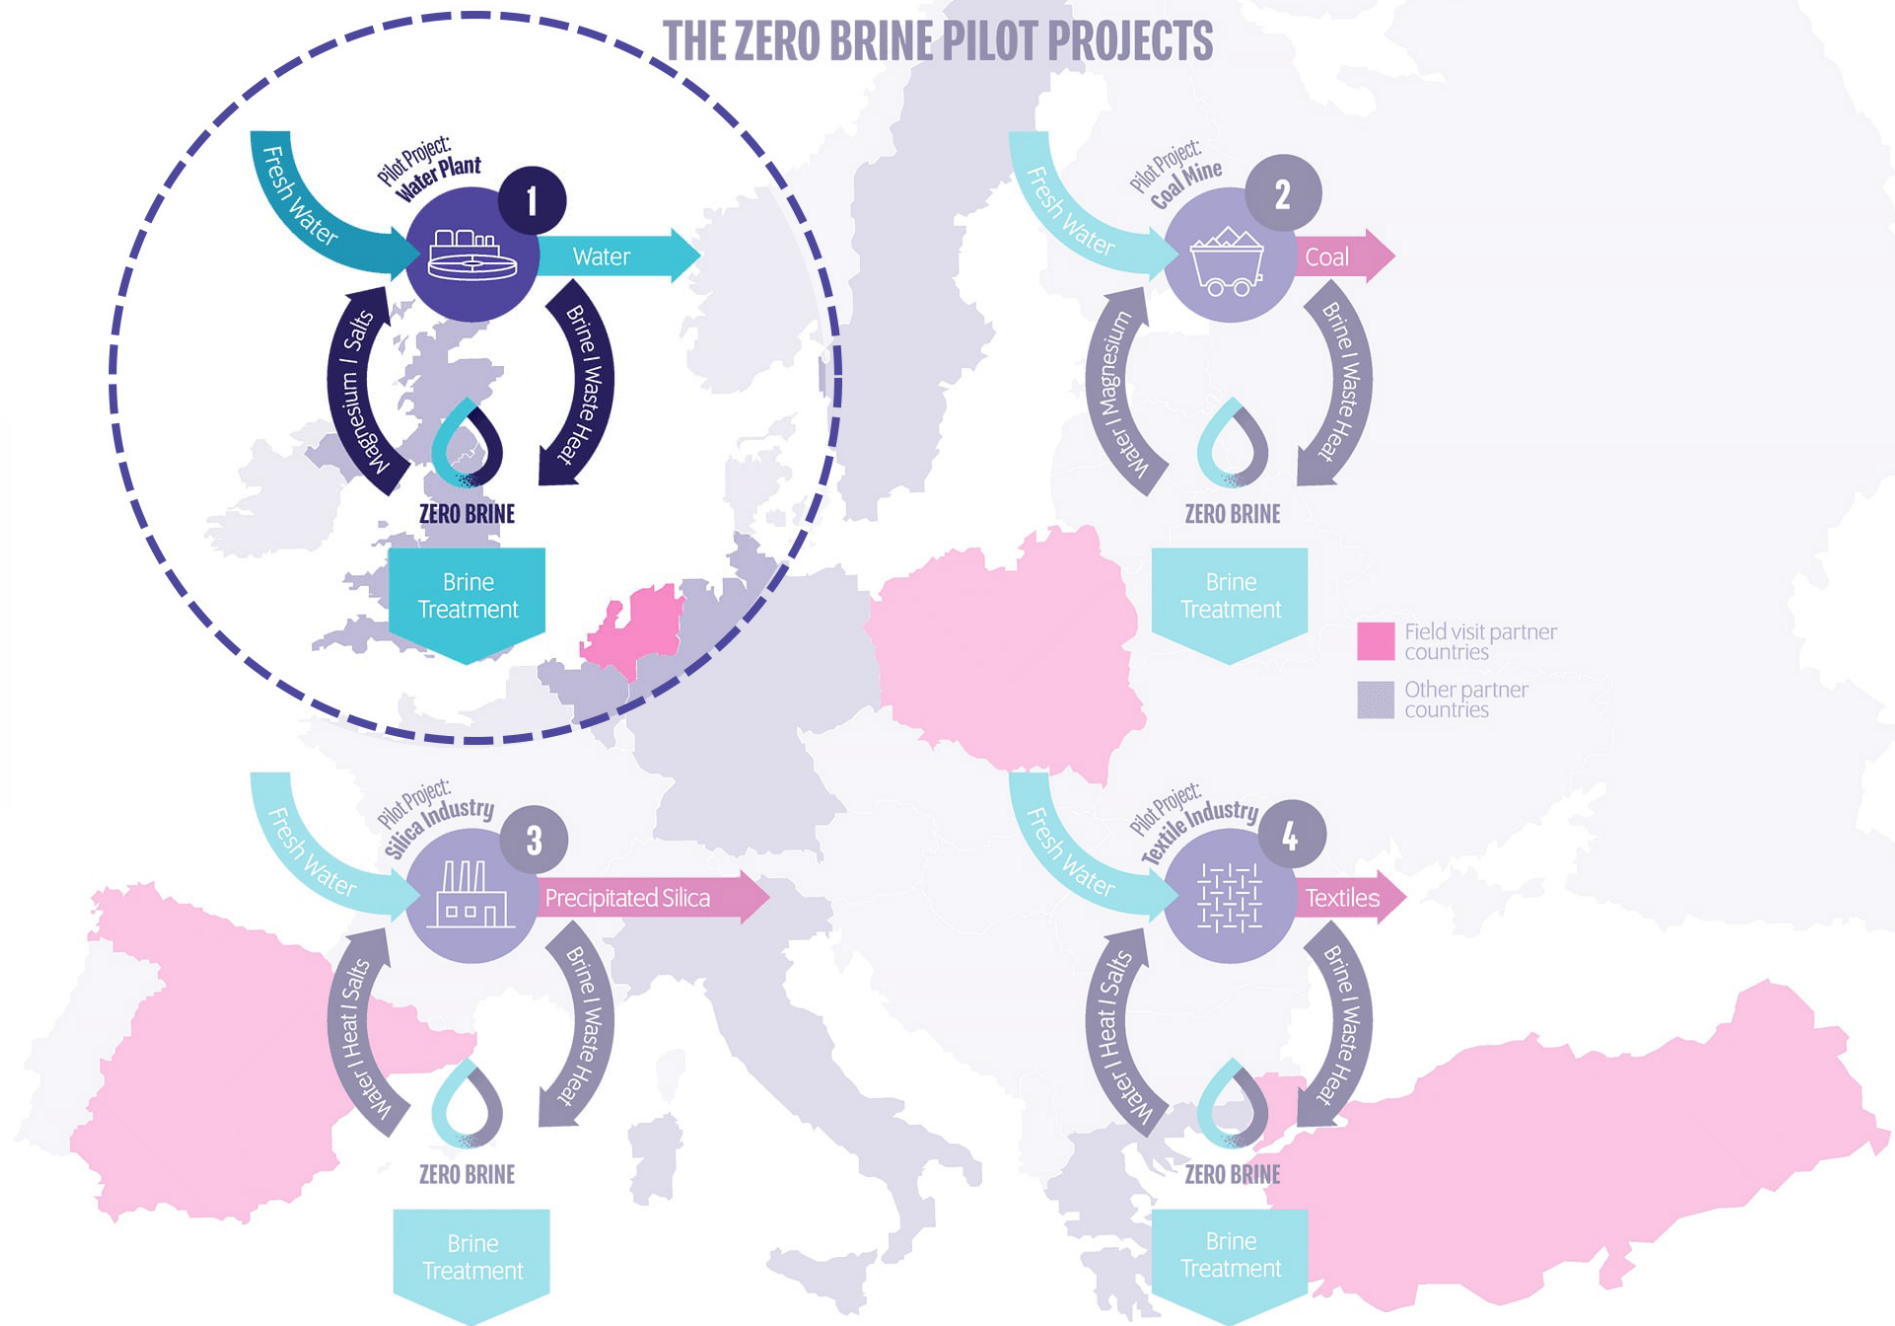 THE ZERO BRINE PILOT PROJECTS
Pilot Project:
Water Plant
1
Fresh Water
Water
Magnesium | Salts
Brine | Waste Heat
ZERO BRINE
Brine
Treatment
Pilot Project:
Coal Mine
2
Fresh Water
Coal
Water | Magnesium
Brine | Waste Heat
ZERO BRINE
Brine
Treatment
Field visit partner
countries
Other partner
countries
Pilot Project:
Silica Industry
3
Fresh Water
Precipitated Silica
Water | Heat | Salts
Brine | Waste Heat
ZERO BRINE
Brine
Treatment
Pilot Project:
Textile Industry
4
Fresh Water
Textiles
Water | Heat | Salts
Brine | Waste Heat
ZERO BRINE
Brine
Treatment